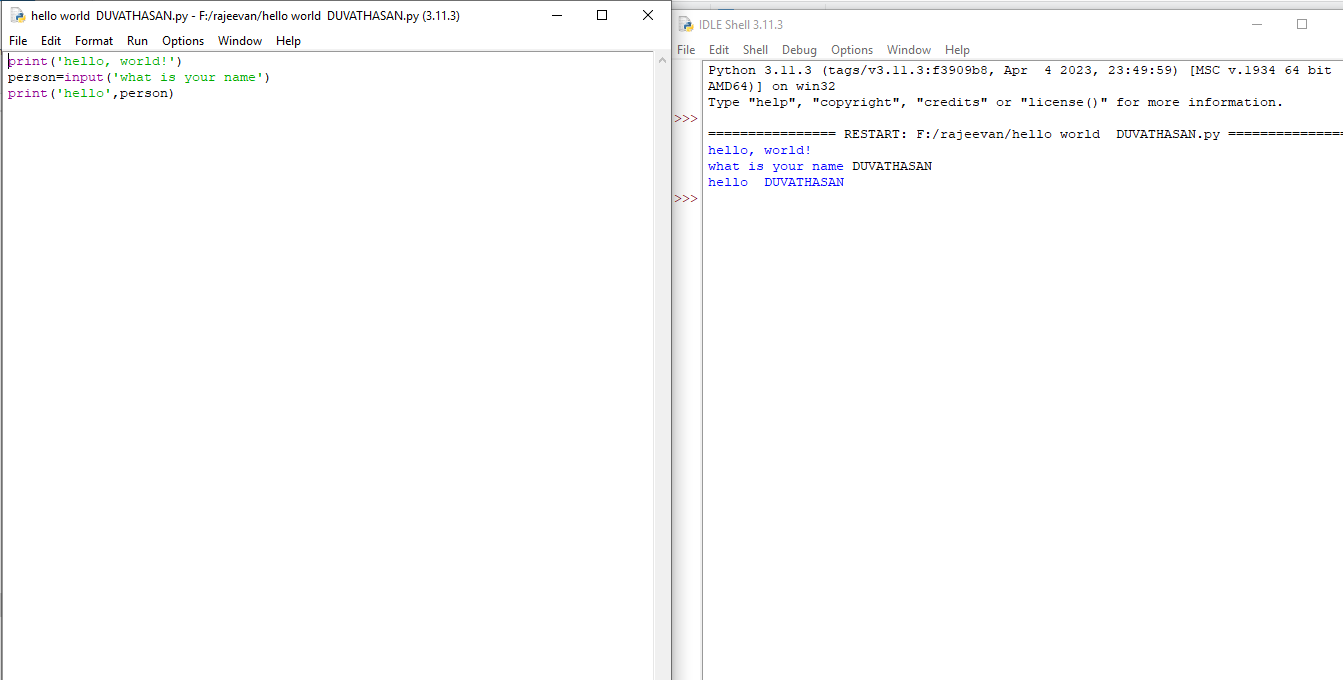 hello world  DUVATHASAN.py - F:/rajeevan/hello world  DUVATHASAN.py (3.11.3)
File Edit Format Run Options Window Help
print('hello, world!')
person=input('what is your name')
print('hello',person)
IDLE Shell 3.11.3
File Edit Shell Debug Options Window Help
Python 3.11.3 (tags/v3.11.3:f3909b8, Apr  4 2023, 23:49:59) [MSC v.1934 64 bit
AMD64)] on win32
Type "help", "copyright", "credits" or "license()" for more information.
>>>
================ RESTART: F:/rajeevan/hello world  DUVATHASAN.py ===============
hello, world!
what is your name DUVATHASAN
hello  DUVATHASAN
>>>